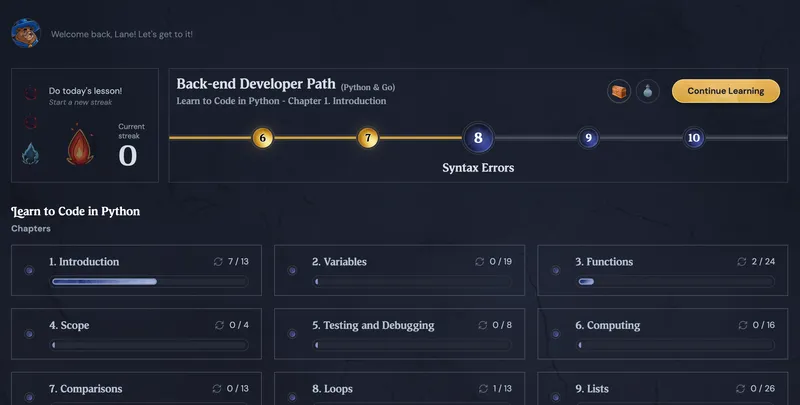 Welcome back, Lane! Let's get to it!
Do today's lesson!
Start a new streak
Current
streak
0
Back-end Developer Path (Python & Go)
Learn to Code in Python - Chapter 1. Introduction
Continue Learning
6
7
8
9
10
Syntax Errors
Learn to Code in Python
Chapters
1. Introduction 7 / 13
2. Variables 0 / 19
3. Functions 2 / 24
4. Scope 0 / 4
5. Testing and Debugging 0 / 8
6. Computing 0 / 16
7. Comparisons 0 / 13
8. Loops 1 / 13
9. Lists 0 / 26